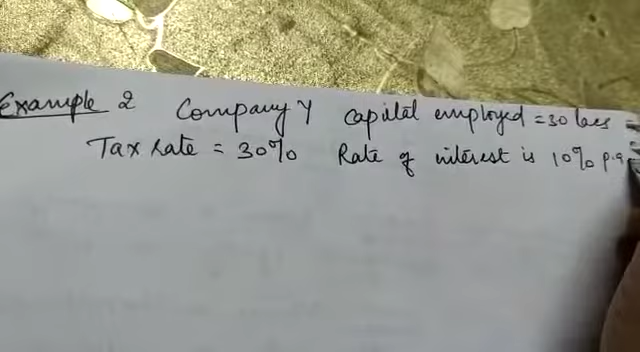 Example 2 Company Y capital employed = 30 lacs =
Tax rate = 30% Rate of interest is 10% p.a